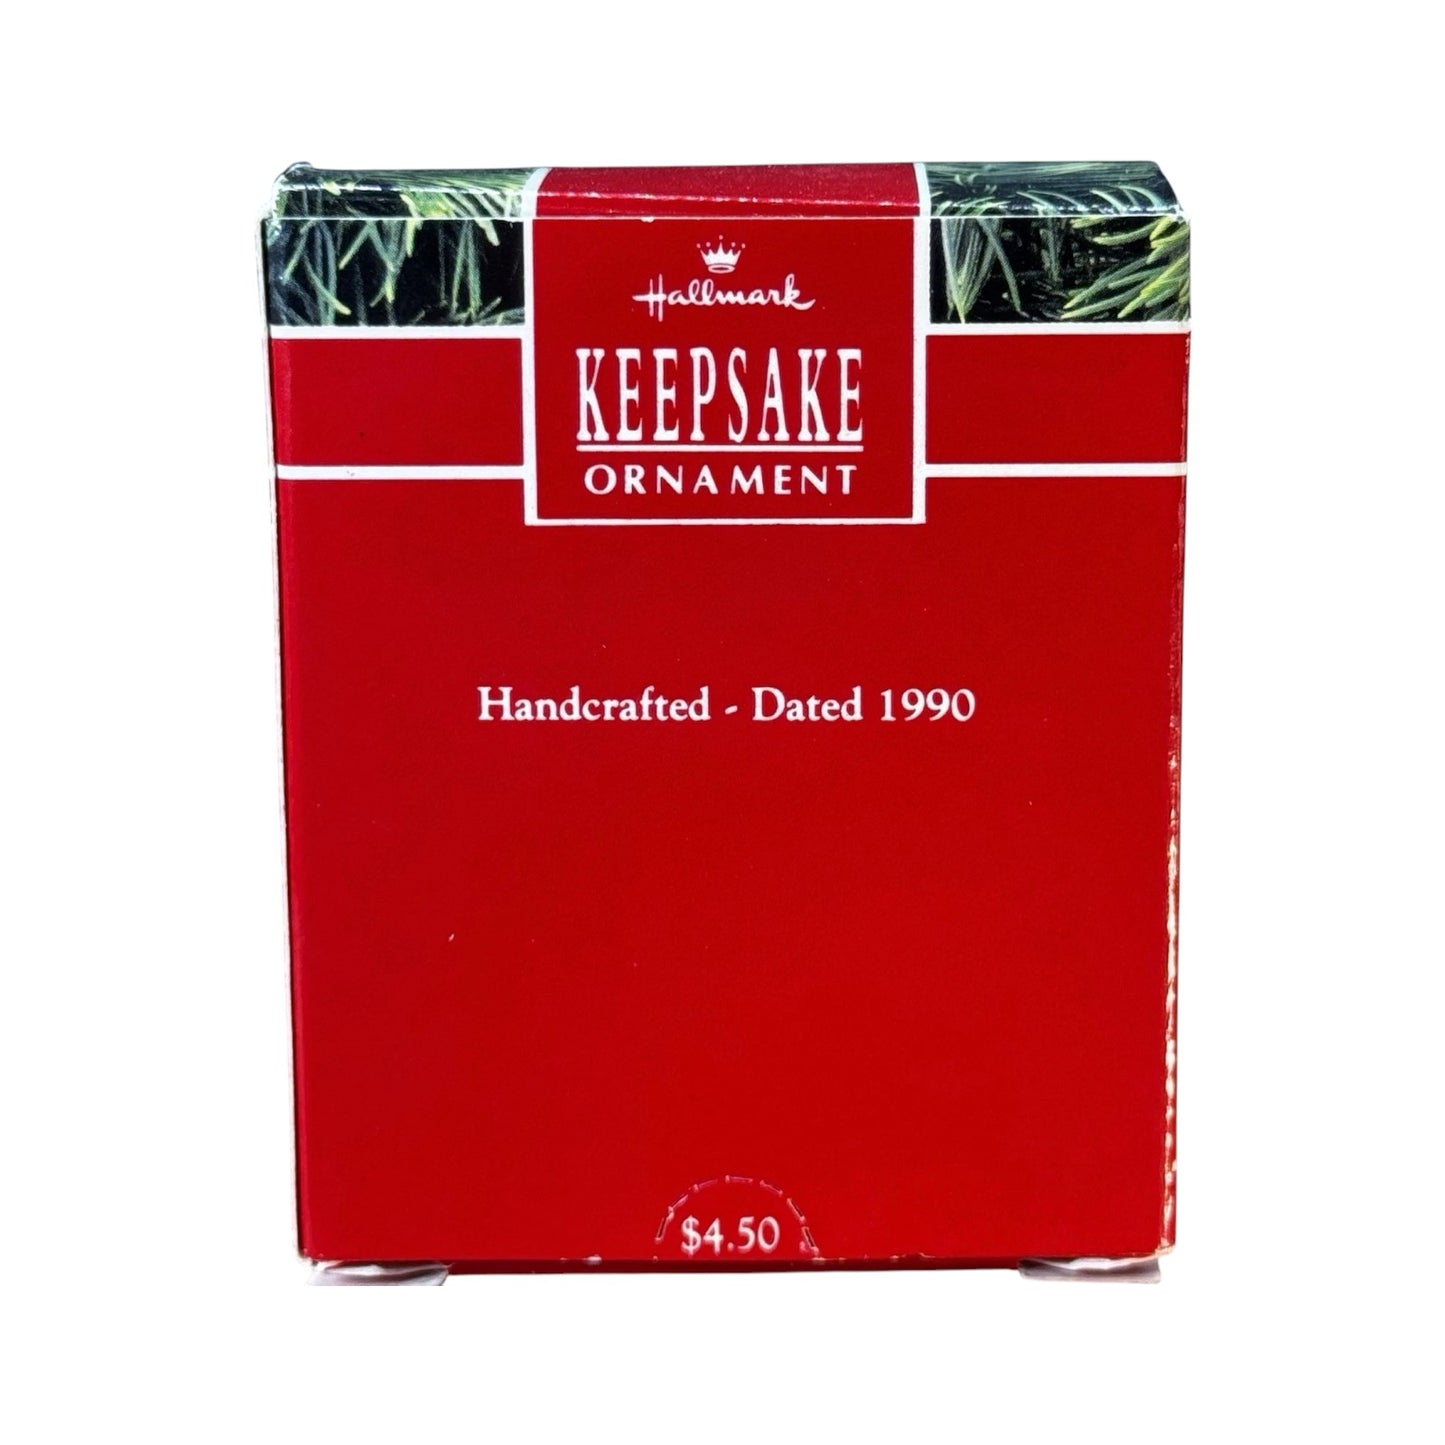 Hallmark
KEEPSAKE
ORNAMENT
Handcrafted - Dated 1990
$4.50